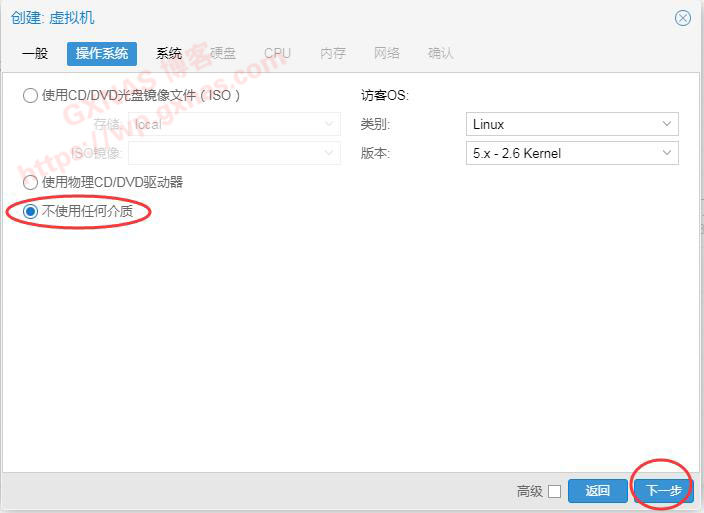 创建: 虚拟机
一般 操作系统 系统 硬盘 CPU 内存 网络 确认
使用CD/DVD光盘镜像文件（ISO） 访客OS:
存储: local 类别: Linux
ISO镜像: 版本: 5.x - 2.6 Kernel
使用物理CD/DVD驱动器
不使用任何介质
GXNAS 博客
https://wp.gxnas.com
高级 返回 下一步